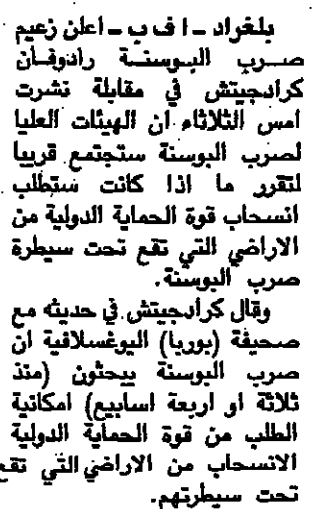 بلغراد - ا ف ب - اعلن زعيم
صرب البوسنة رادوفان
كرادجيتش في مقابلة نشرت
امس الثلاثاء ان الهيئات العليا
لصرب البوسنة ستجتمع قريبا
لتقرر ما اذا كانت ستطلب
انسحاب قوة الحماية الدولية من
الاراضي التي تقع تحت سيطرة
صرب البوسنة.
وقال كرادجيتش في حديثه مع
صحيفة (بوربا) اليوغسلافية ان
صرب البوسنة يبحثون (منذ
ثلاثة او اربعة اسابيع) امكانية
الطلب من قوة الحماية الدولية
الانسحاب من الاراضي التي تقع
تحت سيطرتهم.